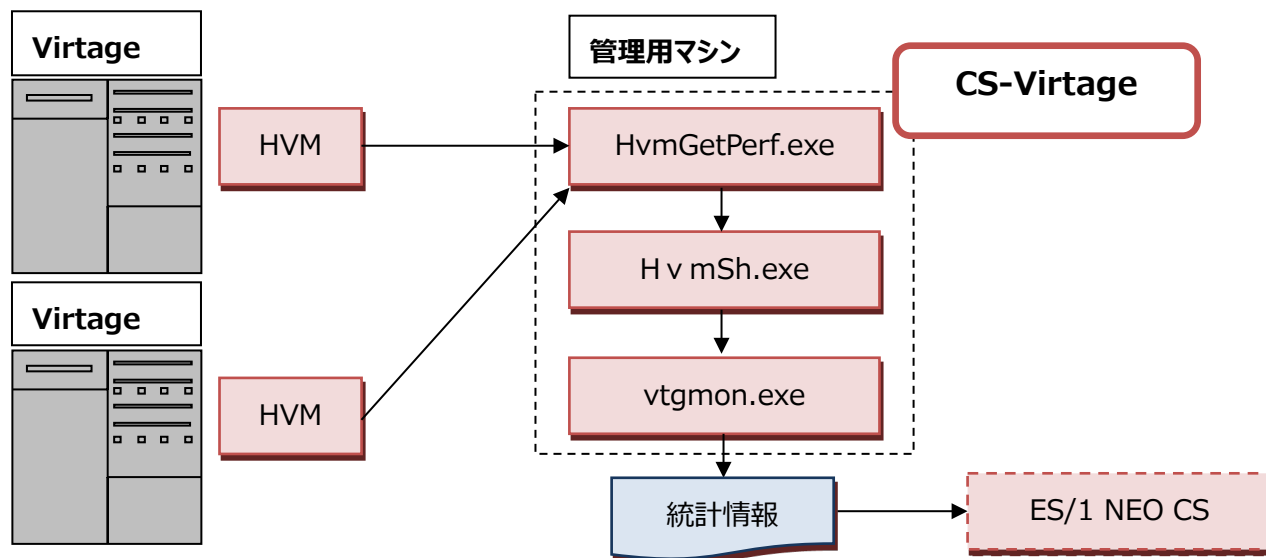 Virtage
管理用マシン
CS-Virtage
HVM
HvmGetPerf.exe
HvmSh.exe
Virtage
HVM
vtgmon.exe
統計情報
ES/1 NEO CS